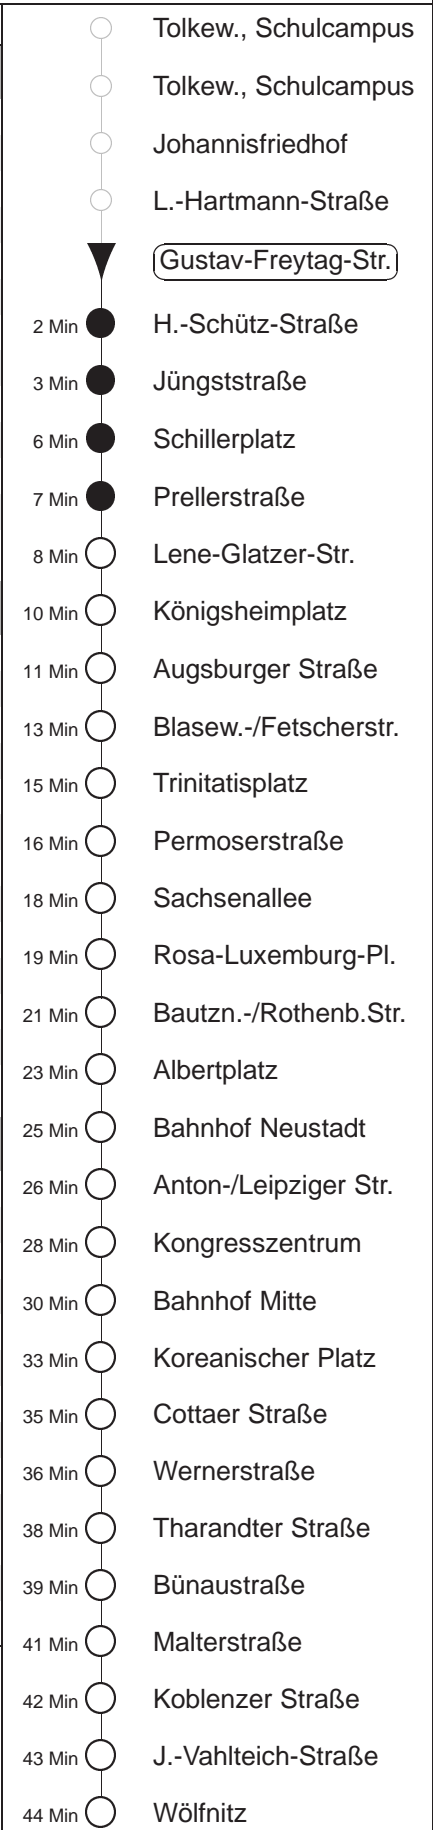 Tolkew., Schulcampus
Tolkew., Schulcampus
Johannisfriedhof
L.-Hartmann-Straße
Gustav-Freytag-Str.
2 Min H.-Schütz-Straße
3 Min Jüngststraße
6 Min Schillerplatz
7 Min Prellerstraße
8 Min Lene-Glatzer-Str.
10 Min Königsheimplatz
11 Min Augsburger Straße
13 Min Blasew.-/Fetscherstr.
15 Min Trinitatisplatz
16 Min Permoserstraße
18 Min Sachsenallee
19 Min Rosa-Luxemburg-Pl.
21 Min Bautzn.-/Rothenb.Str.
23 Min Albertplatz
25 Min Bahnhof Neustadt
26 Min Anton-/Leipziger Str.
28 Min Kongresszentrum
30 Min Bahnhof Mitte
33 Min Koreanischer Platz
35 Min Cottaer Straße
36 Min Wernerstraße
38 Min Tharandter Straße
39 Min Bünaustraße
41 Min Malterstraße
42 Min Koblenzer Straße
43 Min J.-Vahlteich-Straße
44 Min Wölfnitz